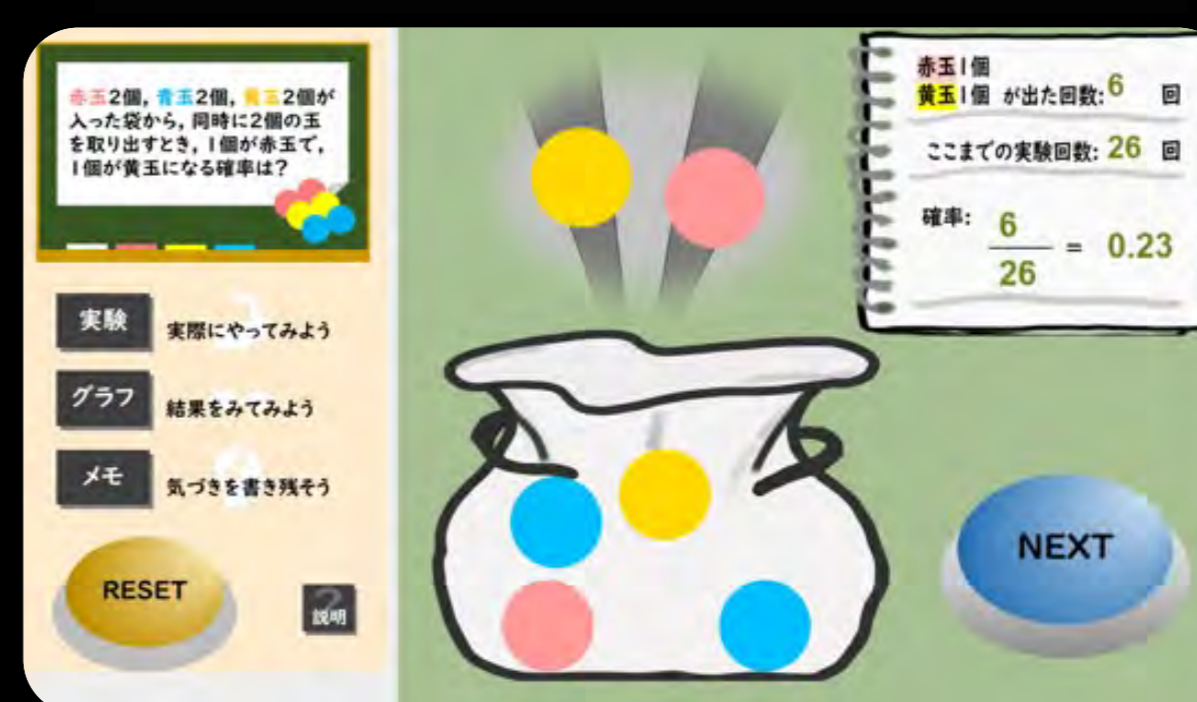 赤玉2個，青玉2個，黄玉2個が
入った袋から，同時に2個の玉
を取り出すとき，1個が赤玉で，
1個が黄玉になる確率は？
実験
実際にやってみよう
グラフ
結果をみてみよう
メモ
気づきを書き残そう
RESET
?
説明
赤玉1個
黄玉1個 が出た回数: 6 回
ここまでの実験回数: 26 回
確率: 6
26
= 0.23
NEXT